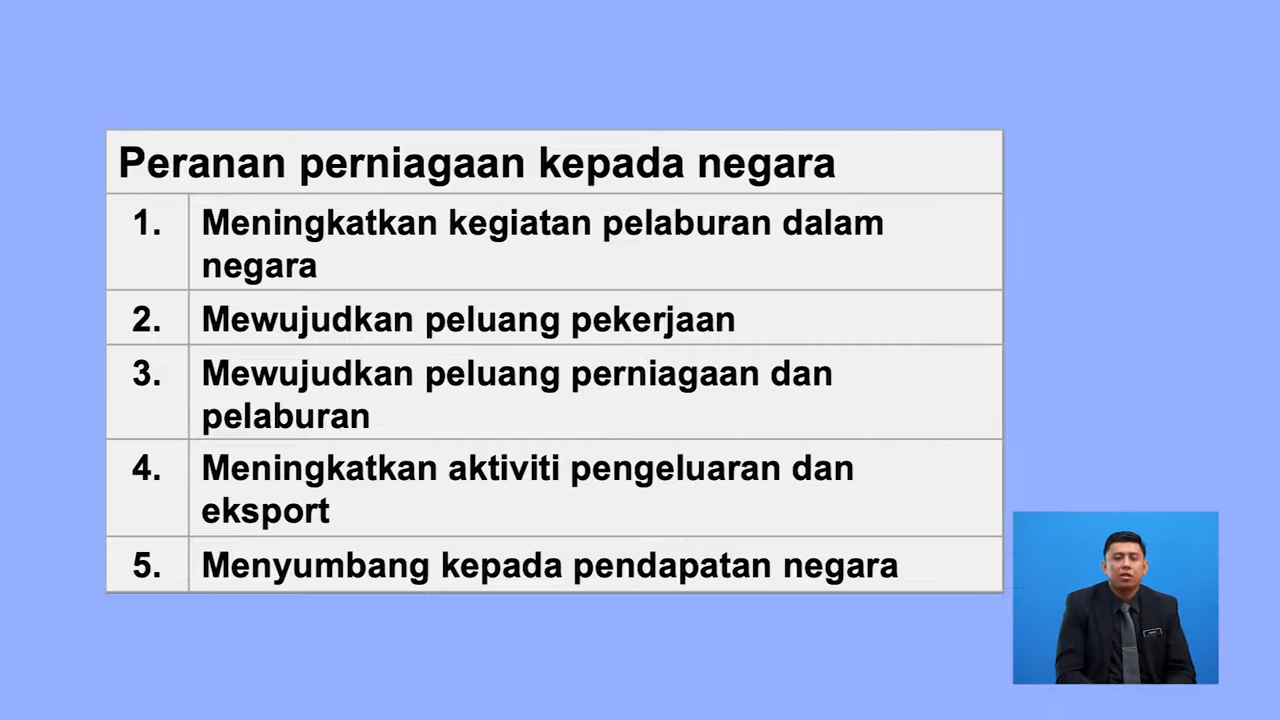 Peranan perniagaan kepada negara
1. Meningkatkan kegiatan pelaburan dalam
negara
2. Mewujudkan peluang pekerjaan
3. Mewujudkan peluang perniagaan dan
pelaburan
4. Meningkatkan aktiviti pengeluaran dan
eksport
5. Menyumbang kepada pendapatan negara